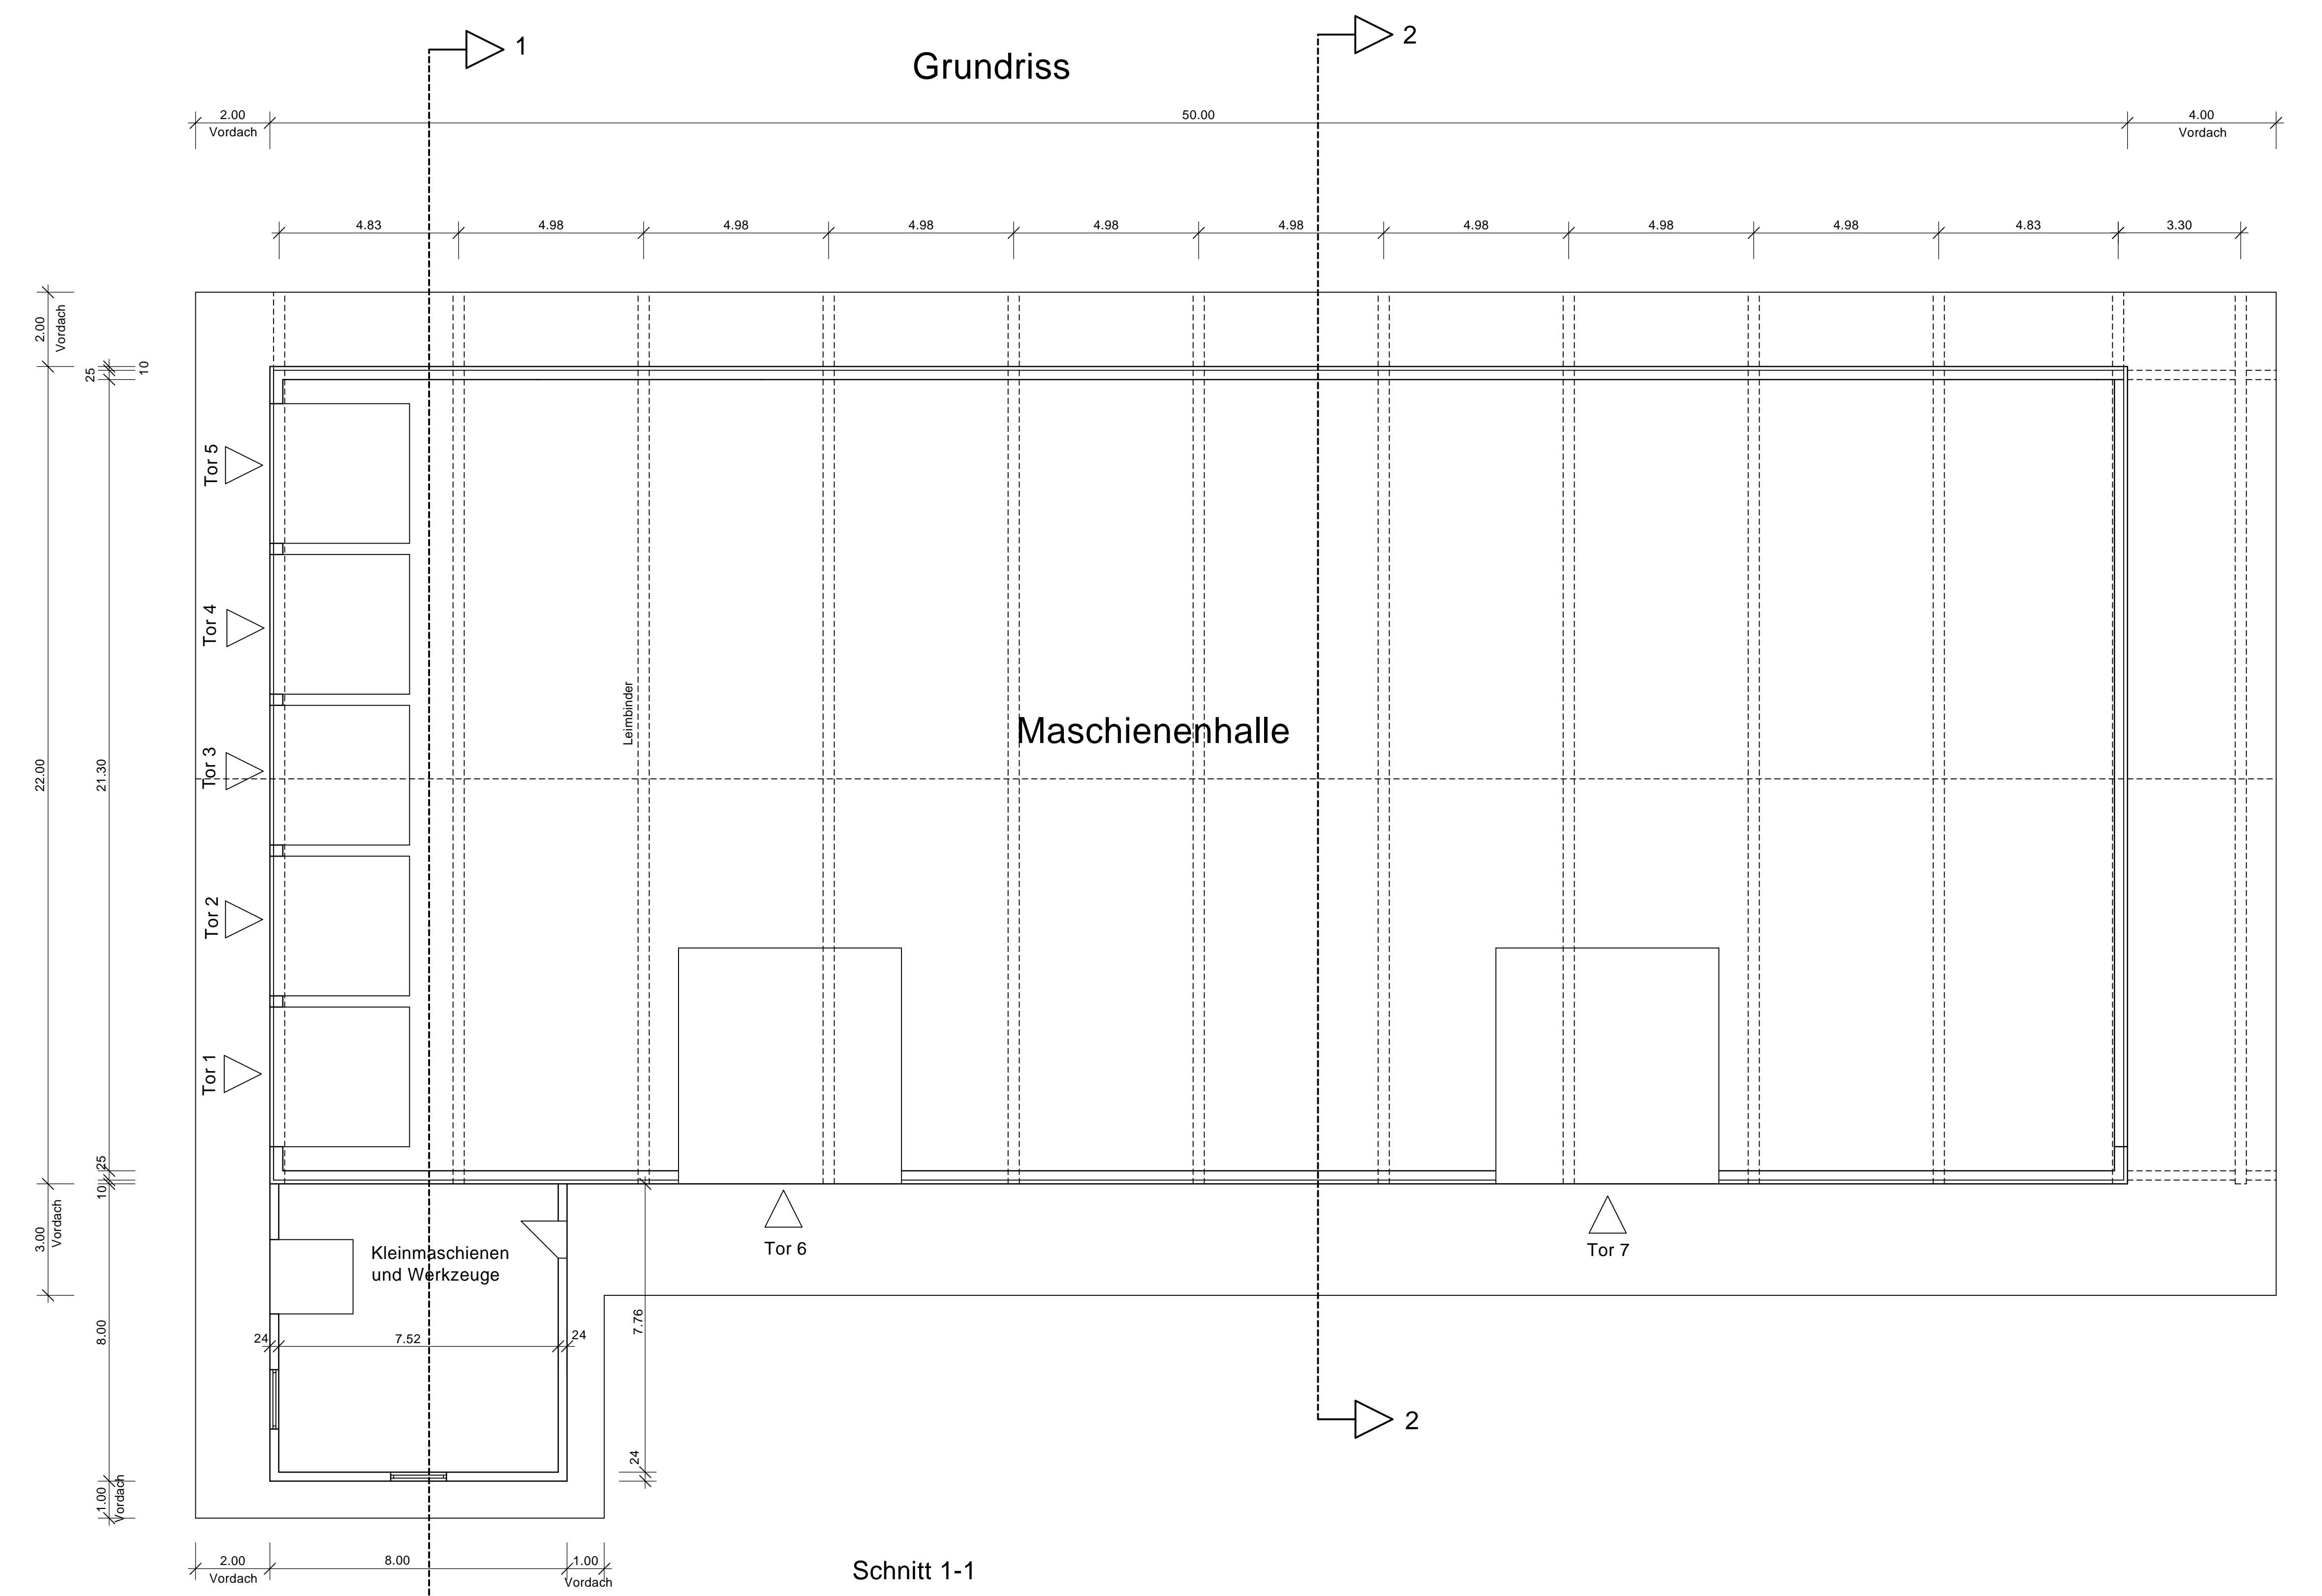 1
2
Grundriss
2.00
50.00
4.00
Vordach
Vordach
4.83
4.98
4.98
4.98
4.98
4.98
4.98
4.98
4.98
4.83
3.30
2.00
Vordach
25
10
Tor 5
Tor 4
Leimbinder
Maschienenhalle
22.00
21.30
Tor 3
Tor 2
Tor 1
25
10
3.00
Vordach
Tor 6
Tor 7
Kleinmaschienen
und Werkzeuge
8.00
24
7.52
24
7.76
2
24
1.00
Vordach
2.00
8.00
1.00
Vordach
Vordach
Schnitt 1-1